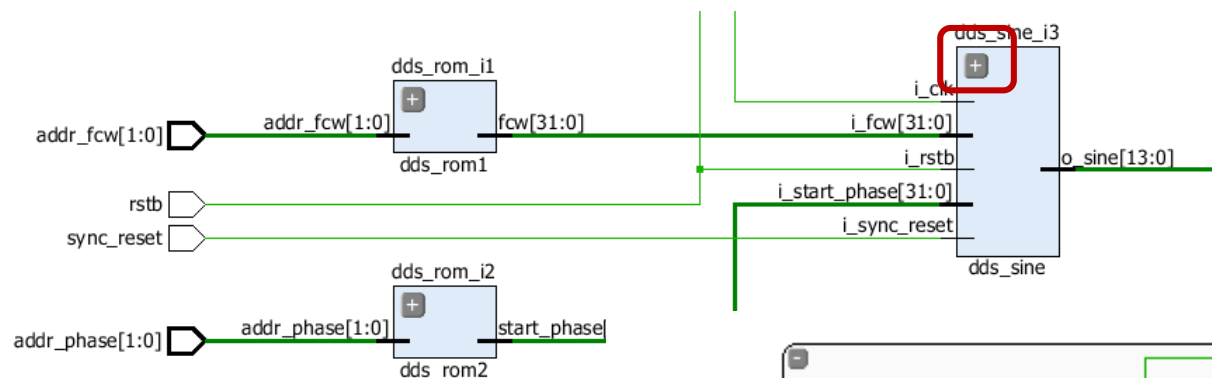 dds_sine_i3
dds_rom_i1
i_clk
addr_fcw[1:0]
addr_fcw[1:0]
fcw[31:0]
i_fcw[31:0]
dds_rom1
i_rstb
o_sine[13:0]
rstb
i_start_phase[31:0]
sync_reset
i_sync_reset
dds_sine
dds_rom_i2
addr_phase[1:0]
addr_phase[1:0]
start_phase[
dds_rom2